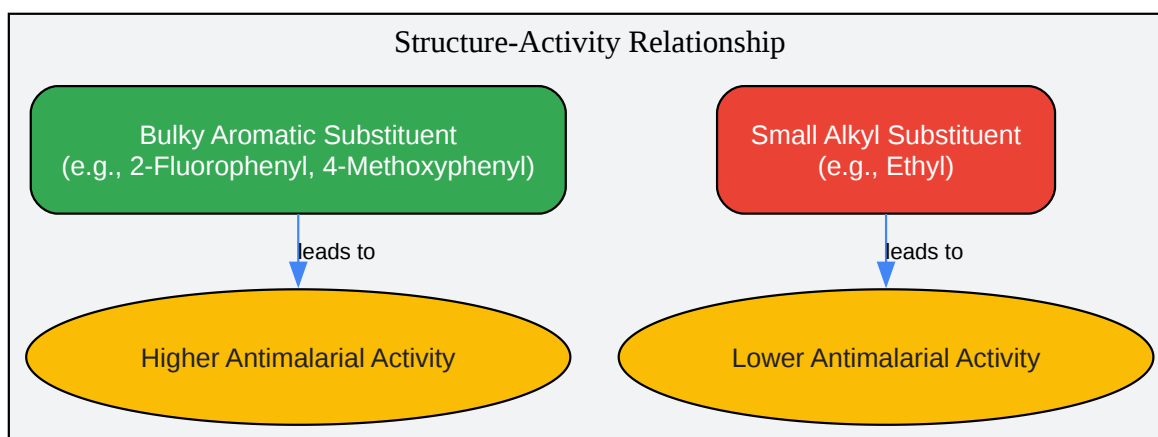 Structure-Activity Relationship
Bulky Aromatic Substituent
(e.g., 2-Fluorophenyl, 4-Methoxyphenyl)
Small Alkyl Substituent
(e.g., Ethyl)
leads to
leads to
Higher Antimalarial Activity
Lower Antimalarial Activity